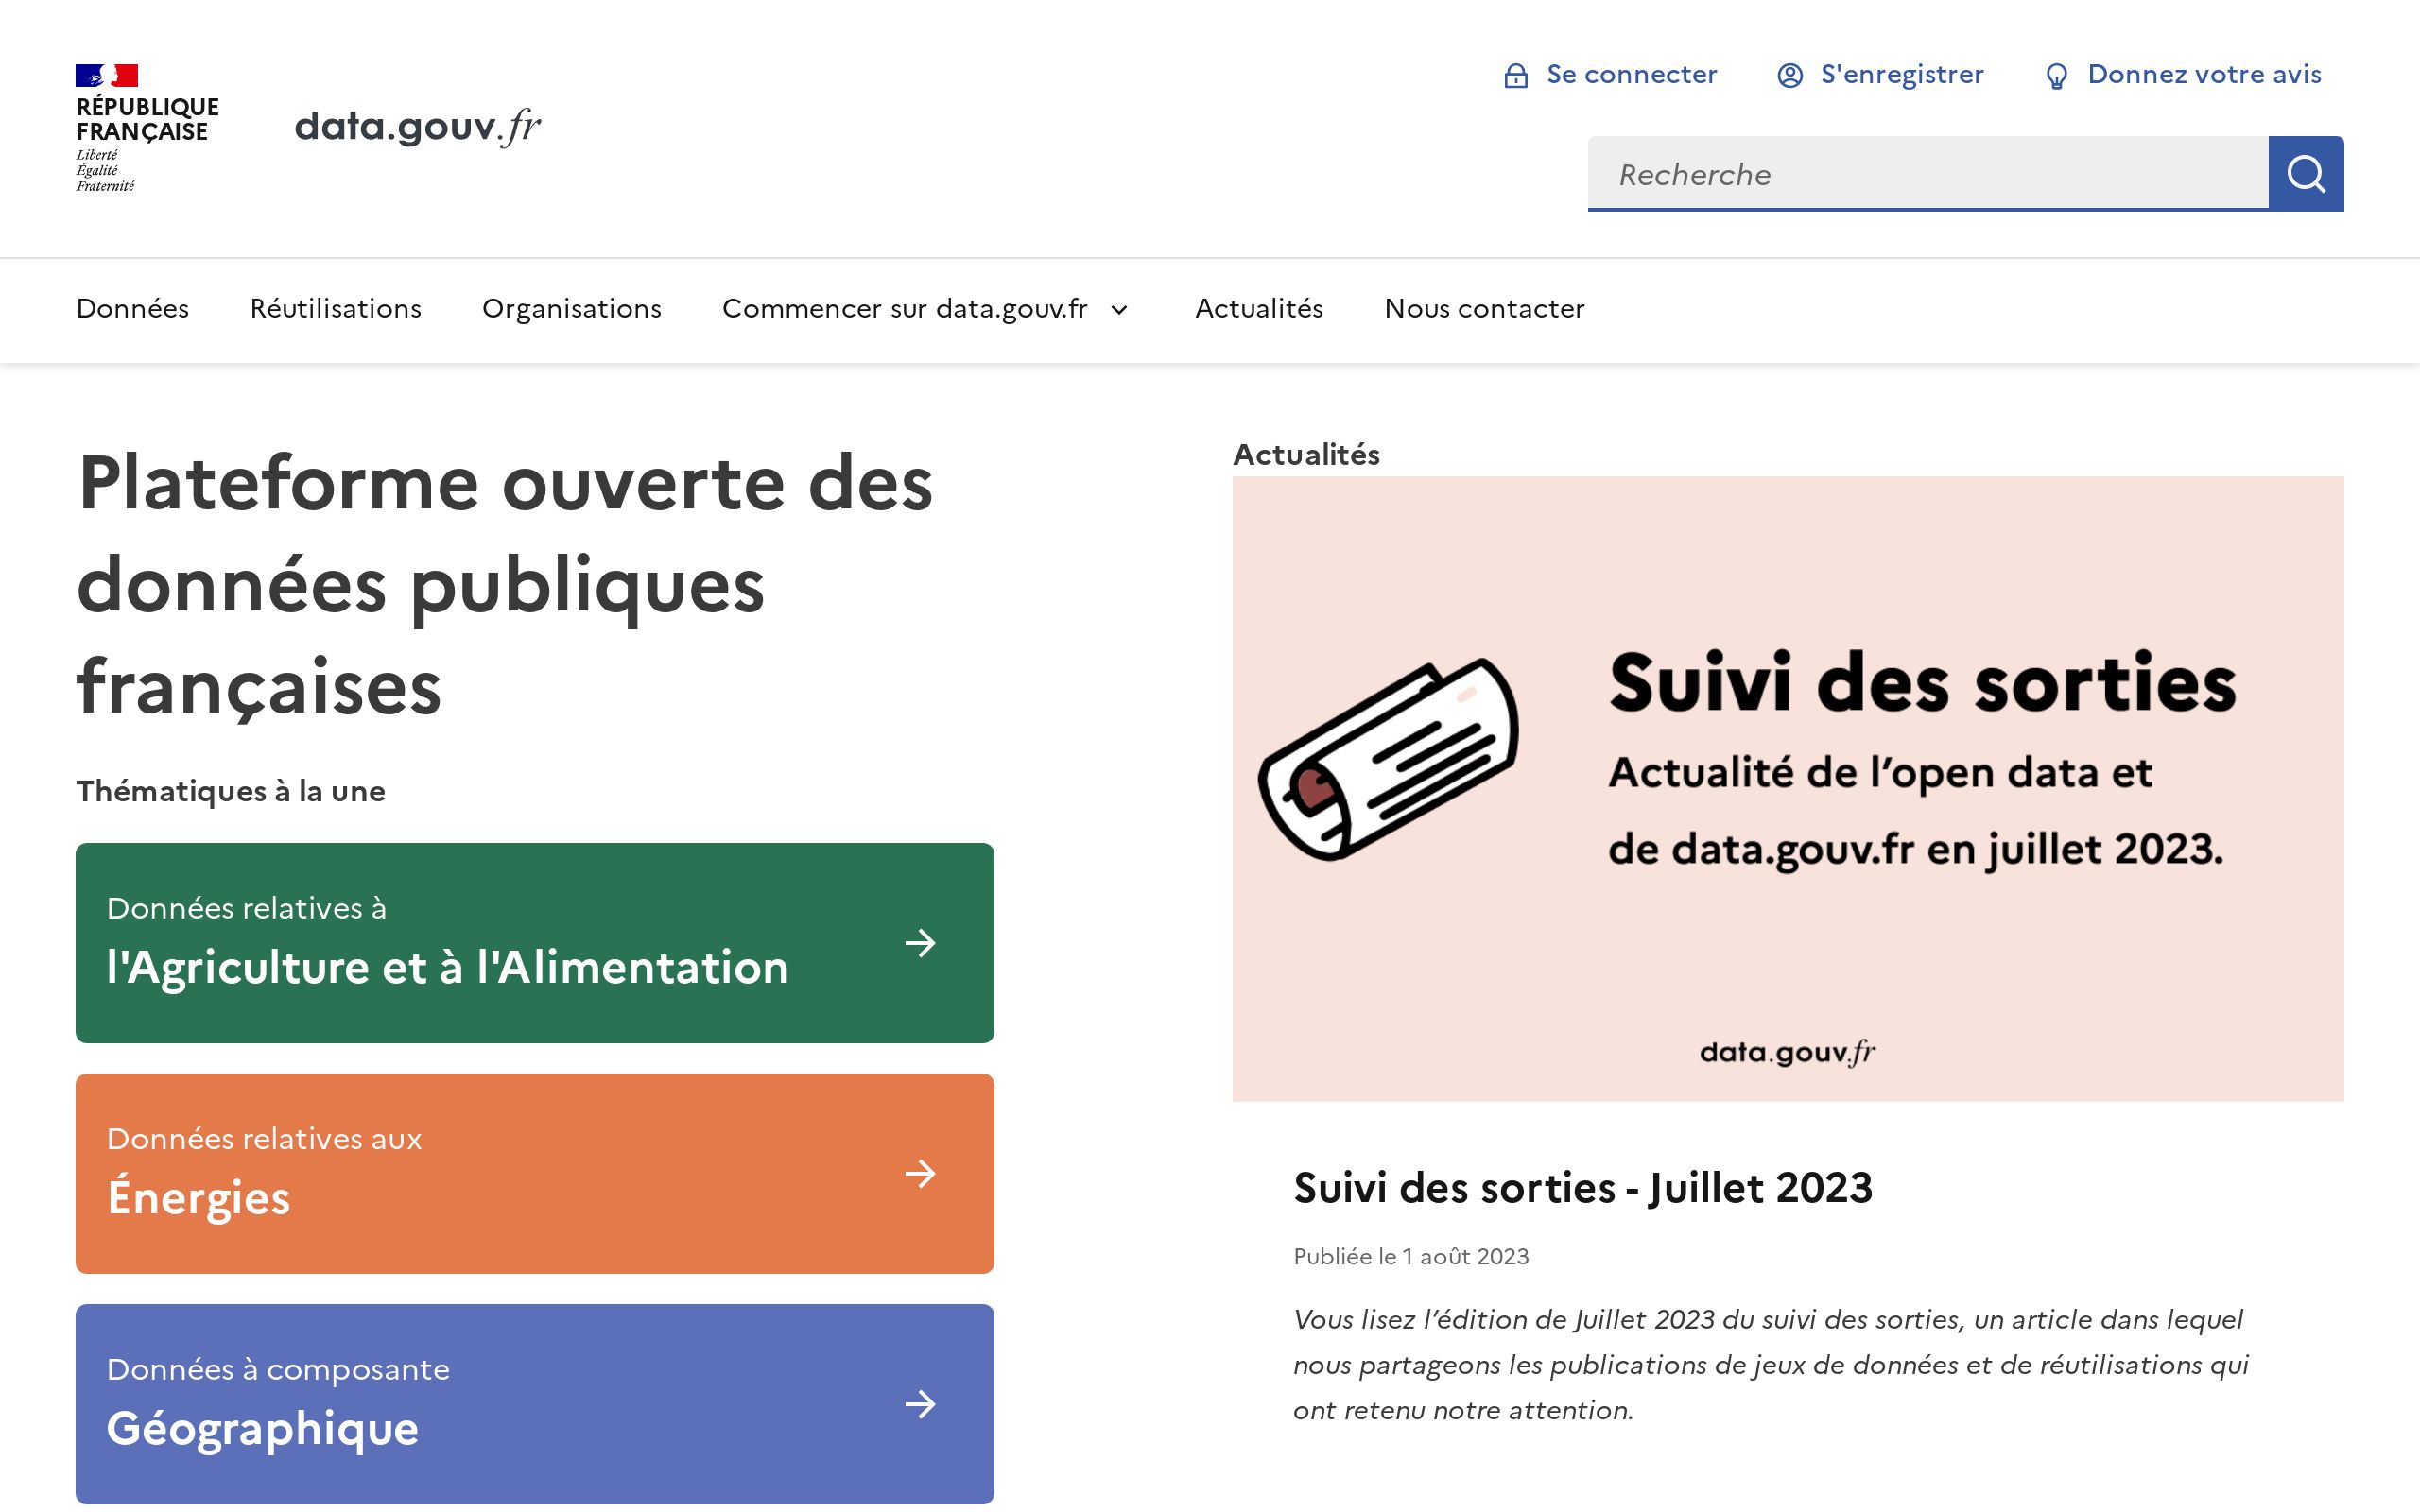 RÉPUBLIQUE
FRANÇAISE
Liberté
Égalité
Fraternité
data.gouv.fr
Se connecter
S'enregistrer
Donnez votre avis
Recherche
Données
Réutilisations
Organisations
Commencer sur data.gouv.fr
Actualités
Nous contacter
Plateforme ouverte des
données publiques
françaises
Thématiques à la une
Données relatives à
l'Agriculture et à l'Alimentation
Données relatives aux
Énergies
Données à composante
Géographique
Actualités
Suivi des sorties
Actualité de l’open data et
de data.gouv.fr en juillet 2023.
data.gouv.fr
Suivi des sorties - Juillet 2023
Publiée le 1 août 2023
Vous lisez l’édition de Juillet 2023 du suivi des sorties, un article dans lequel
nous partageons les publications de jeux de données et de réutilisations qui
ont retenu notre attention.